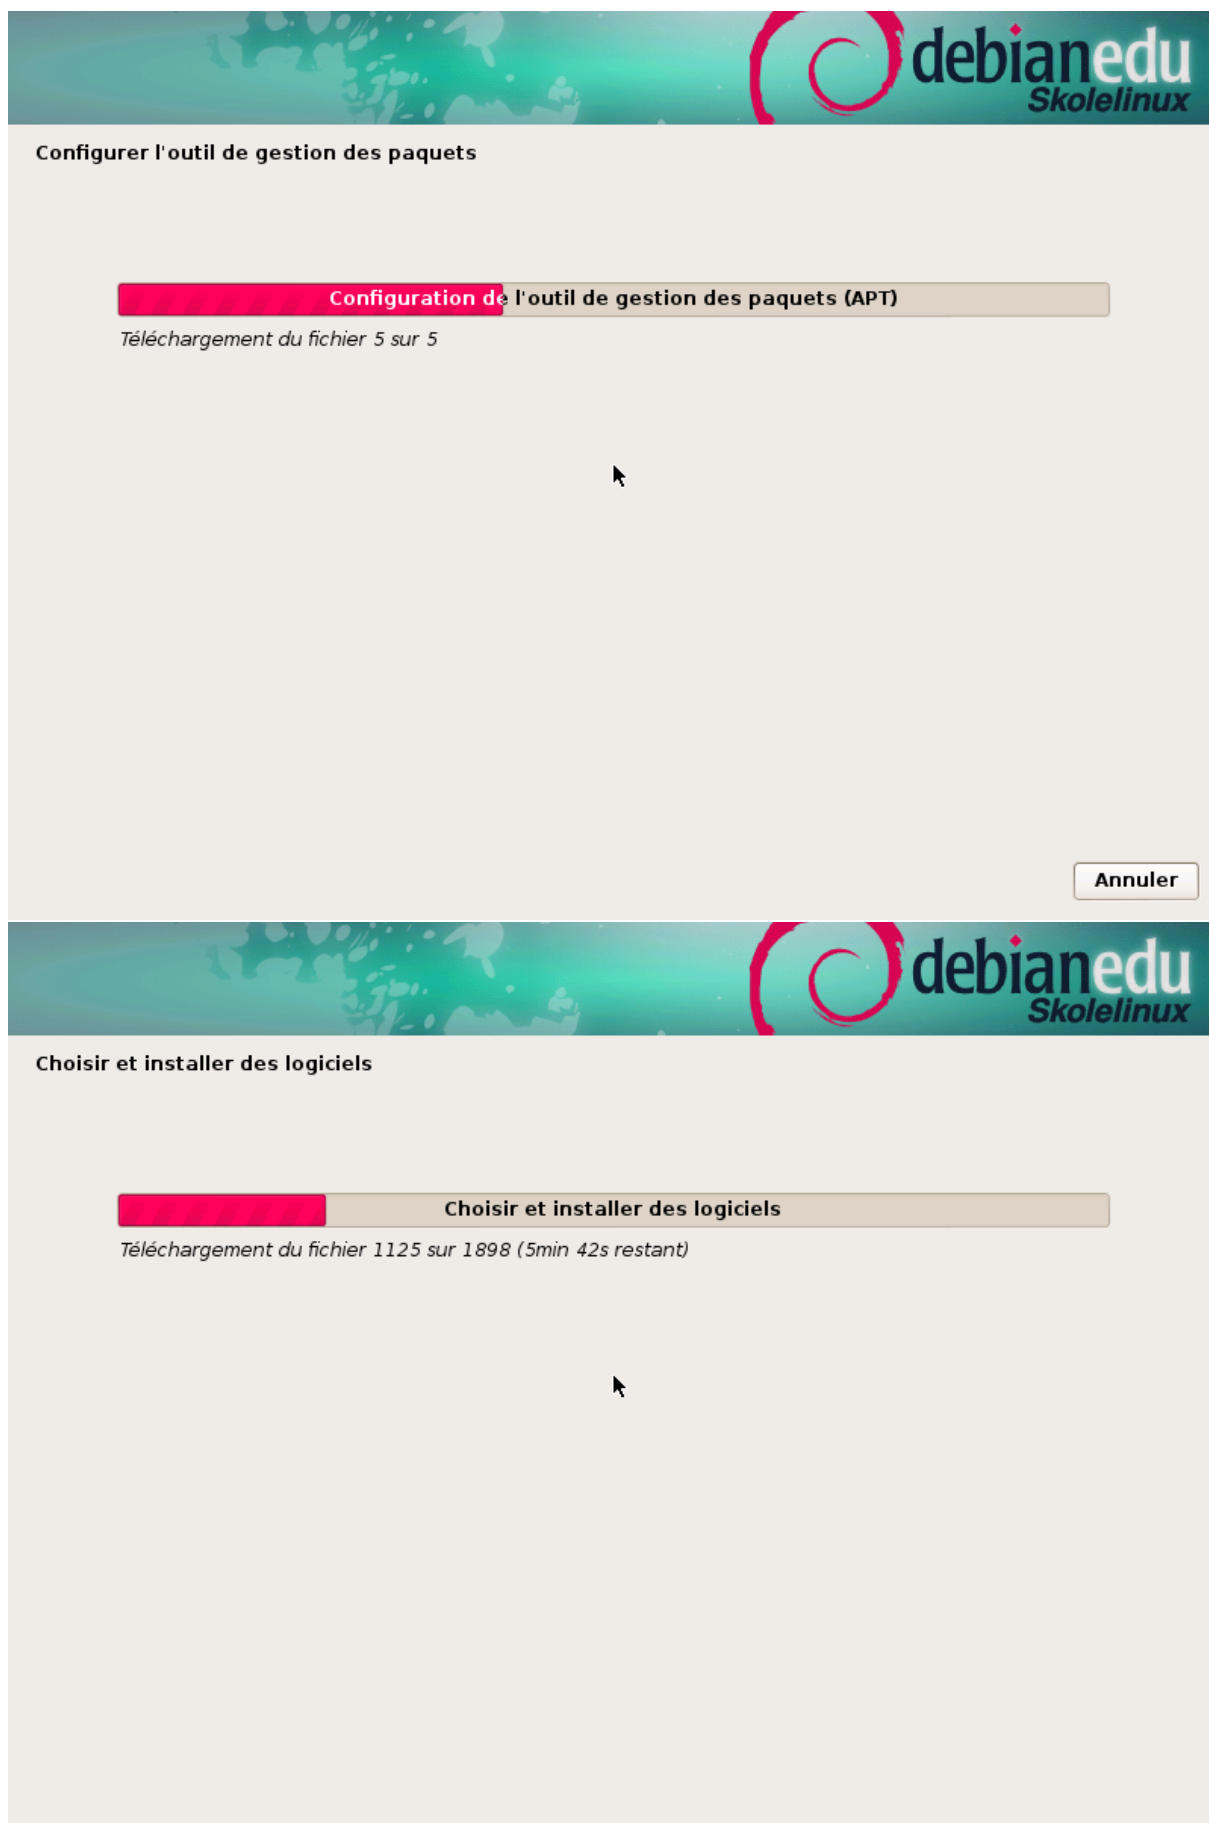 debianedu
Skolelinux
Configurer l'outil de gestion des paquets
Configuration de l'outil de gestion des paquets (APT)
Téléchargement du fichier 5 sur 5
Annuler
debianedu
Skolelinux
Choisir et installer des logiciels
Choisir et installer des logiciels
Téléchargement du fichier 1125 sur 1898 (5min 42s restant)